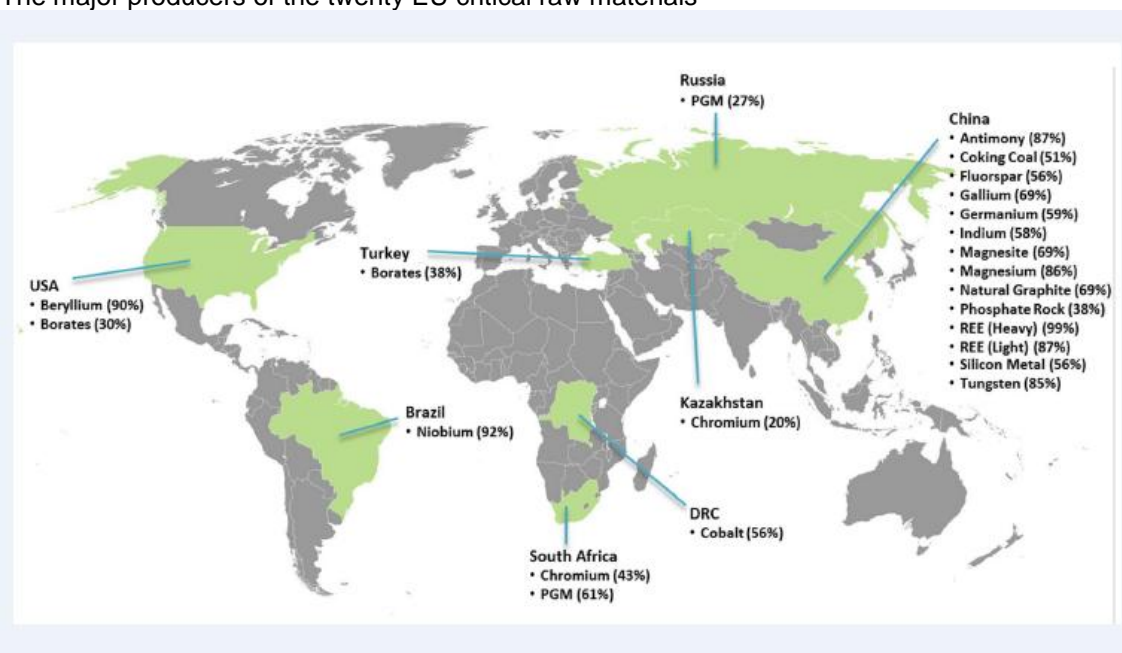 The major producers of the twenty EU critical raw materials
Russia
• PGM (27%)
China
• Antimony (87%)
• Coking Coal (51%)
• Fluorspar (56%)
• Gallium (69%)
• Germanium (59%)
• Indium (58%)
• Magnesite (69%)
• Magnesium (86%)
• Natural Graphite (69%)
• Phosphate Rock (38%)
• REE (Heavy) (99%)
• REE (Light) (87%)
• Silicon Metal (56%)
• Tungsten (85%)
Turkey
• Borates (38%)
USA
• Beryllium (90%)
• Borates (30%)
Kazakhstan
• Chromium (20%)
Brazil
• Niobium (92%)
DRC
• Cobalt (56%)
South Africa
• Chromium (43%)
• PGM (61%)